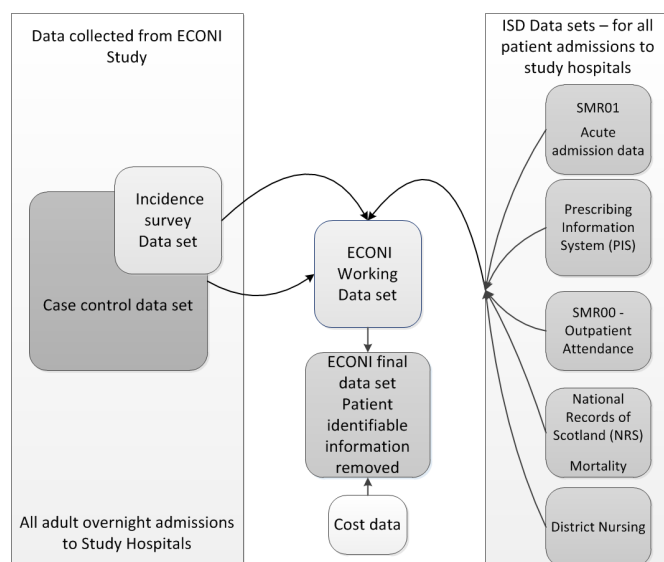 Data collected from ECONI
Study
Incidence
survey
Data set
Case control data set
All adult overnight admissions
to Study Hospitals
ECONI
Working
Data set
ECONI final
data set
Patient
identifiable
information
removed
Cost data
ISD Data sets – for all
patient admissions to
study hospitals
SMR01
Acute
admission data
Prescribing
Information
System (PIS)
SMR00 -
Outpatient
Attendance
National
Records of
Scotland (NRS)
Mortality
District Nursing